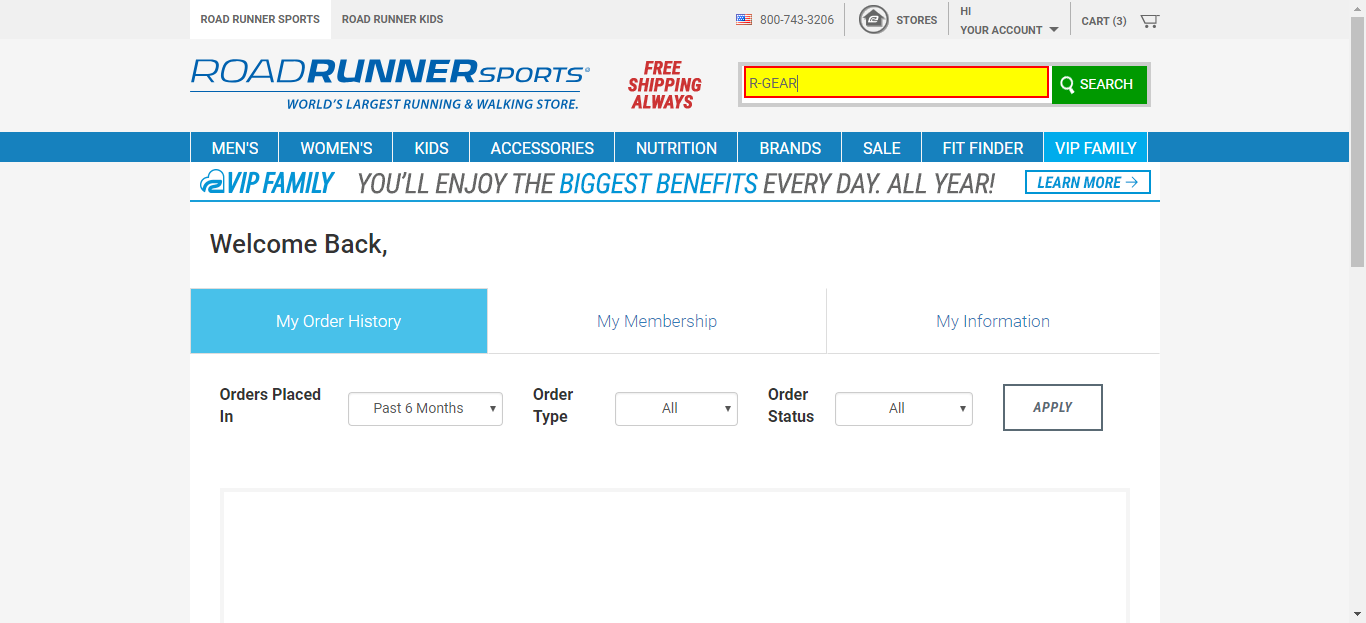 ROAD RUNNER SPORTS
ROAD RUNNER KIDS
800-743-3206
STORES
HI
YOUR ACCOUNT
CART (3)
ROADRUNNERSPORTS®
WORLD'S LARGEST RUNNING & WALKING STORE.
FREE
SHIPPING
ALWAYS
R-GEAR
SEARCH
MEN'S
WOMEN'S
KIDS
ACCESSORIES
NUTRITION
BRANDS
SALE
FIT FINDER
VIP FAMILY
VIP FAMILY
YOU'LL ENJOY THE BIGGEST BENEFITS EVERY DAY. ALL YEAR!
LEARN MORE →
Welcome Back,
My Order History
My Membership
My Information
Orders Placed
In
Past 6 Months
Order
Type
All
Order
Status
All
APPLY